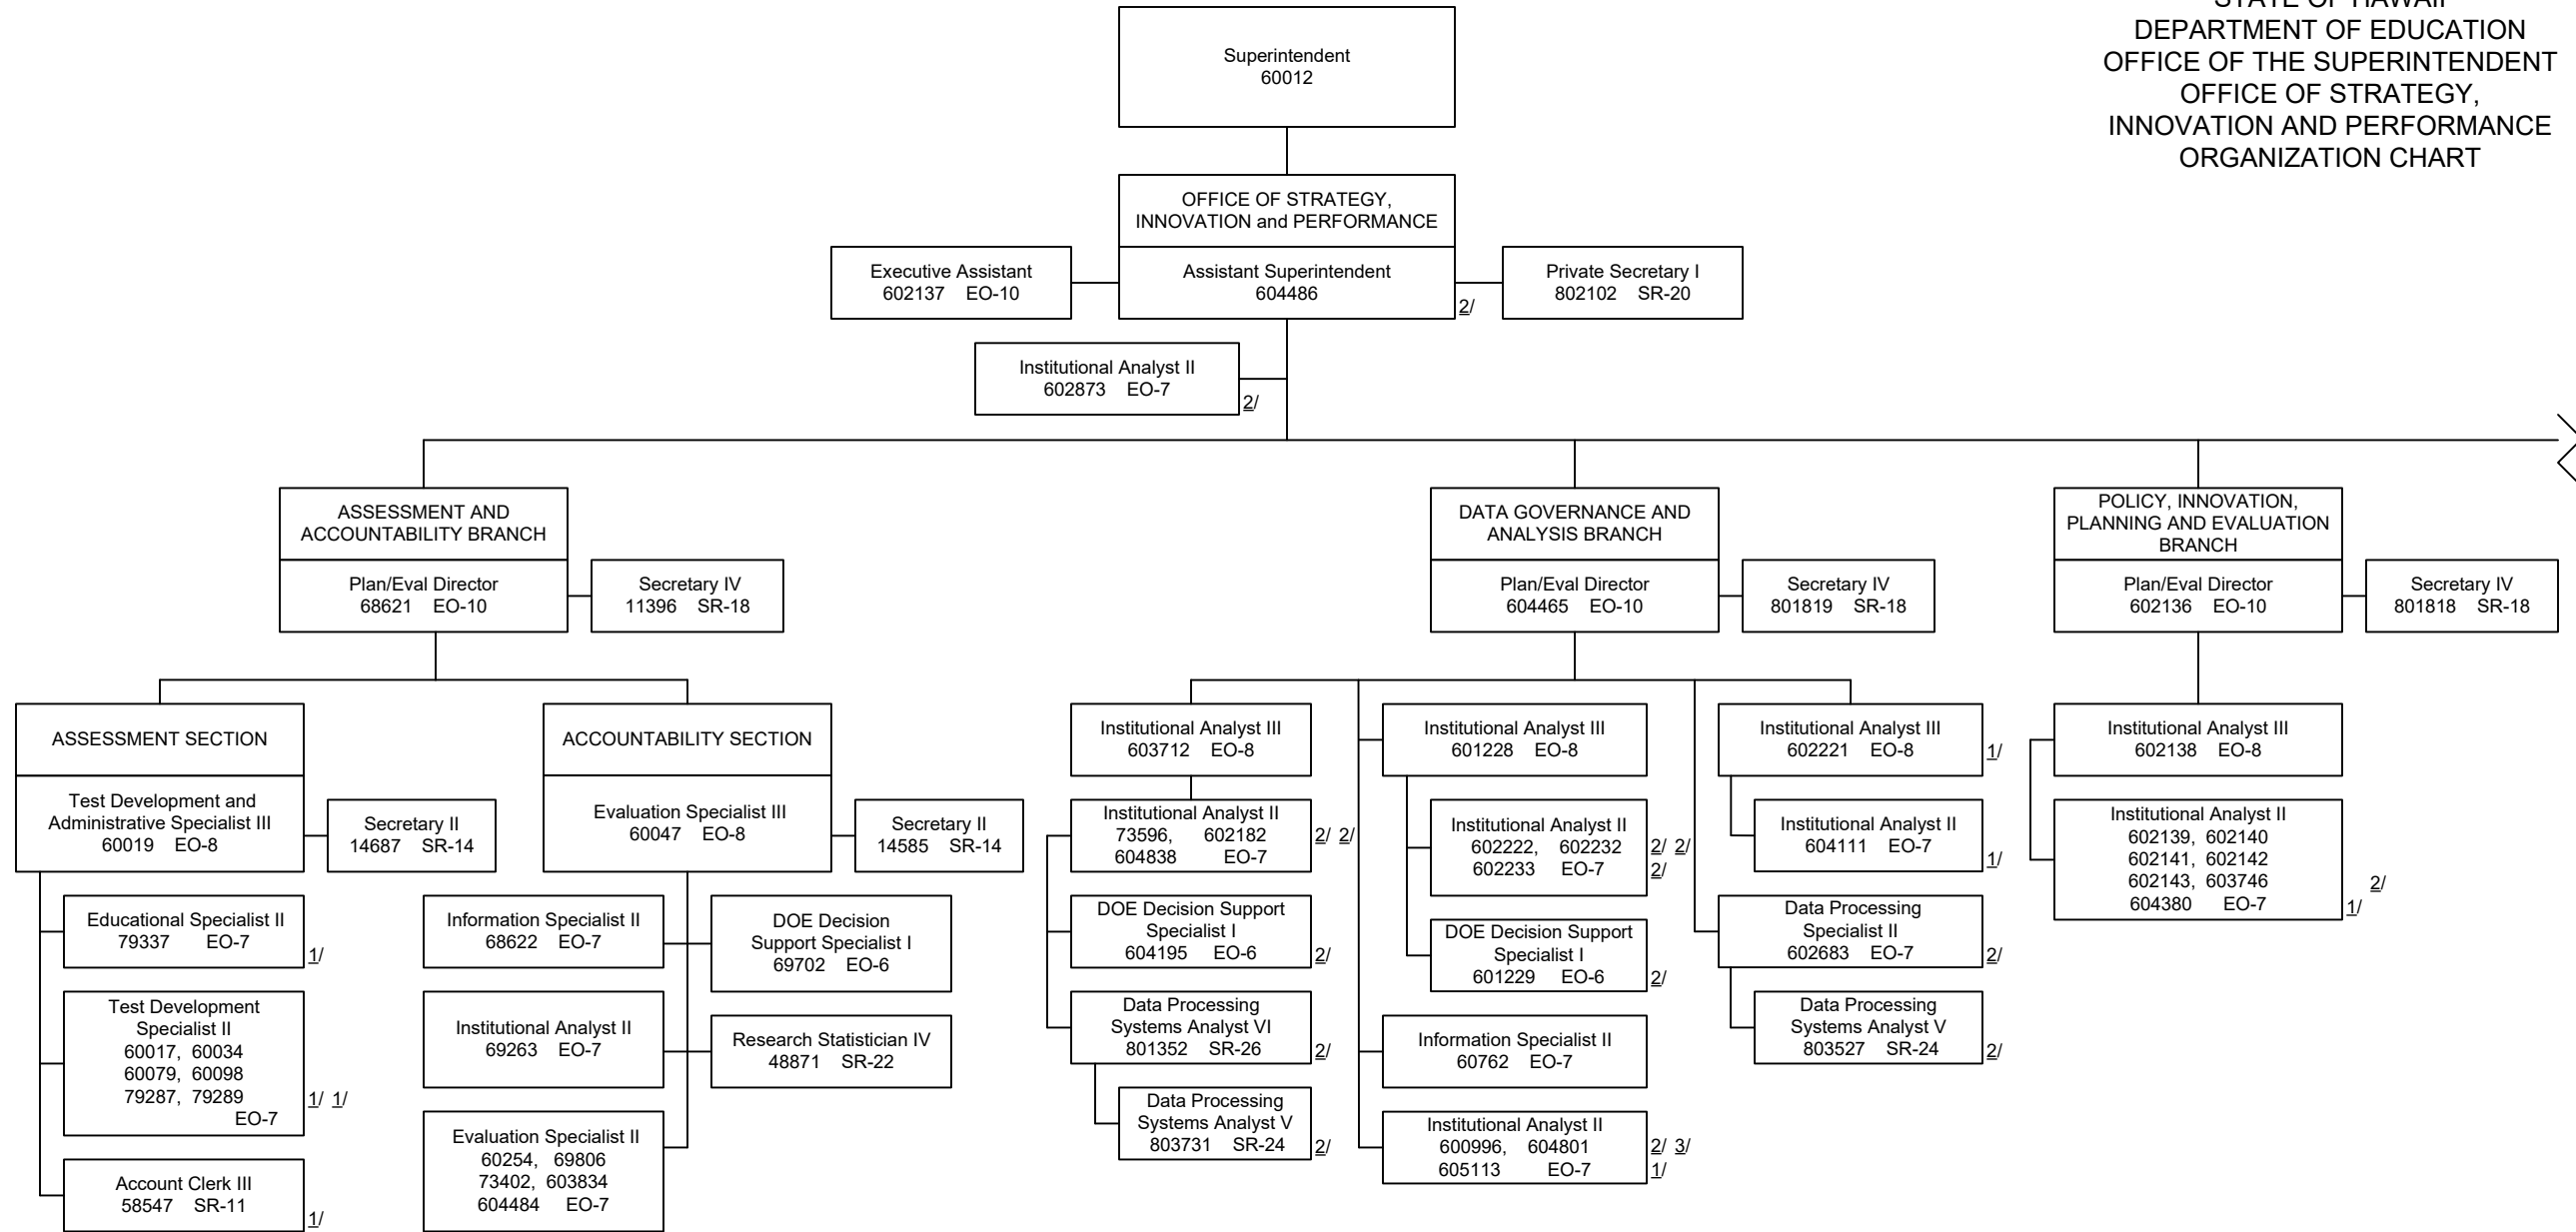 STATE OF HAWAII
DEPARTMENT OF EDUCATION
OFFICE OF THE SUPERINTENDENT
OFFICE OF STRATEGY,
INNOVATION AND PERFORMANCE
ORGANIZATION CHART
Superintendent
60012
OFFICE OF STRATEGY,
INNOVATION and PERFORMANCE
Executive Assistant
602137 EO-10
Assistant Superintendent
604486
2/
Private Secretary I
802102 SR-20
Institutional Analyst II
602873 EO-7
2/
ASSESSMENT AND
ACCOUNTABILITY BRANCH
Plan/Eval Director
68621 EO-10
Secretary IV
11396 SR-18
DATA GOVERNANCE AND
ANALYSIS BRANCH
Plan/Eval Director
604465 EO-10
Secretary IV
801819 SR-18
POLICY, INNOVATION,
PLANNING AND EVALUATION
BRANCH
Plan/Eval Director
602136 EO-10
Secretary IV
801818 SR-18
ASSESSMENT SECTION
Test Development and
Administrative Specialist III
60019 EO-8
Secretary II
14687 SR-14
Educational Specialist II
79337 EO-7
1/
Test Development
Specialist II
60017, 60034
60079, 60098
79287, 79289 1/ 1/
EO-7
Account Clerk III
58547 SR-11
1/
ACCOUNTABILITY SECTION
Evaluation Specialist III
60047 EO-8
Secretary II
14585 SR-14
Information Specialist II
68622 EO-7
DOE Decision
Support Specialist I
69702 EO-6
Institutional Analyst II
69263 EO-7
Research Statistician IV
48871 SR-22
Evaluation Specialist II
60254, 69806
73402, 603834
604484 EO-7
Institutional Analyst III
603712 EO-8
Institutional Analyst II
73596, 602182 2/ 2/
604838 EO-7
DOE Decision Support
Specialist I
604195 EO-6 2/
Data Processing
Systems Analyst VI
801352 SR-26 2/
Data Processing
Systems Analyst V
803731 SR-24 2/
Institutional Analyst III
601228 EO-8
Institutional Analyst II
602222, 602232 2/ 2/
602233 EO-7 2/
DOE Decision Support
Specialist I
601229 EO-6 2/
Information Specialist II
60762 EO-7
Institutional Analyst II
600996, 604801 2/ 3/
605113 EO-7 1/
Institutional Analyst III
602221 EO-8 1/
Institutional Analyst II
604111 EO-7
1/
Data Processing
Specialist II
602683 EO-7 2/
Data Processing
Systems Analyst V
803527 SR-24 2/
Institutional Analyst III
602138 EO-8
Institutional Analyst II
602139, 602140
602141, 602142
602143, 603746 2/
604380 EO-7 1/